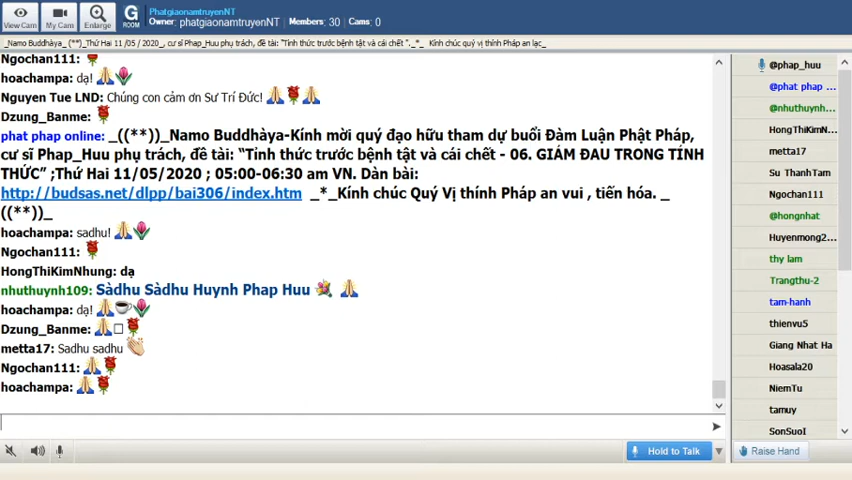 View Cam
My Cam
Enlarge
G
ROOM
PhatgiaonamtruyenNT
Owner: phatgiaonamtruyenNT Members: 30 Cams: 0
_Namo Buddhàya_ (**)_Thứ Hai 11 /05 / 2020_, cư sĩ Phap_Huu phụ trách, đề tài: "Tỉnh thức trước bệnh tật và cái chết "._*_ Kính chúc quý vị thính Pháp an lạc_
Ngochan111:
hoachampa: dạ!
Nguyen Tue LND: Chúng con cảm ơn Sư Trí Đức!
Dzung_Banme:
phat phap online: _((**))_Namo Buddhàya-Kính mời quý đạo hữu tham dự buổi Đàm Luận Phật Pháp,
cư sĩ Phap_Huu phụ trách, đề tài: “Tỉnh thức trước bệnh tật và cái chết - 06. GIẢM ĐAU TRONG TỈNH
THỨC” ;Thứ Hai 11/05/2020 ; 05:00-06:30 am VN. Dàn bài:
http://budsas.net/dlpp/bai306/index.htm _*_Kính chúc Quý Vị thính Pháp an vui , tiến hóa. _
((**))_
hoachampa: sadhu!
Ngochan111:
HongThiKimNhung: dạ
nhuthuynh109: Sàdhu Sàdhu Huynh Phap Huu
hoachampa: dạ!
Dzung_Banme:
metta17: Sadhu sadhu
Ngochan111:
hoachampa:
Hold to Talk
@phap_huu
@phat phap ...
@nhuthuynh...
HongThiKimN...
metta17
Su ThanhTam
Ngochan111
@hongnhat
Huyenmong2...
thy lam
Trangthu-2
tam-hanh
thienvu5
Giang Nhat Ha
Hoasala20
NiemTu
tamuy
SonSuoI
Raise Hand